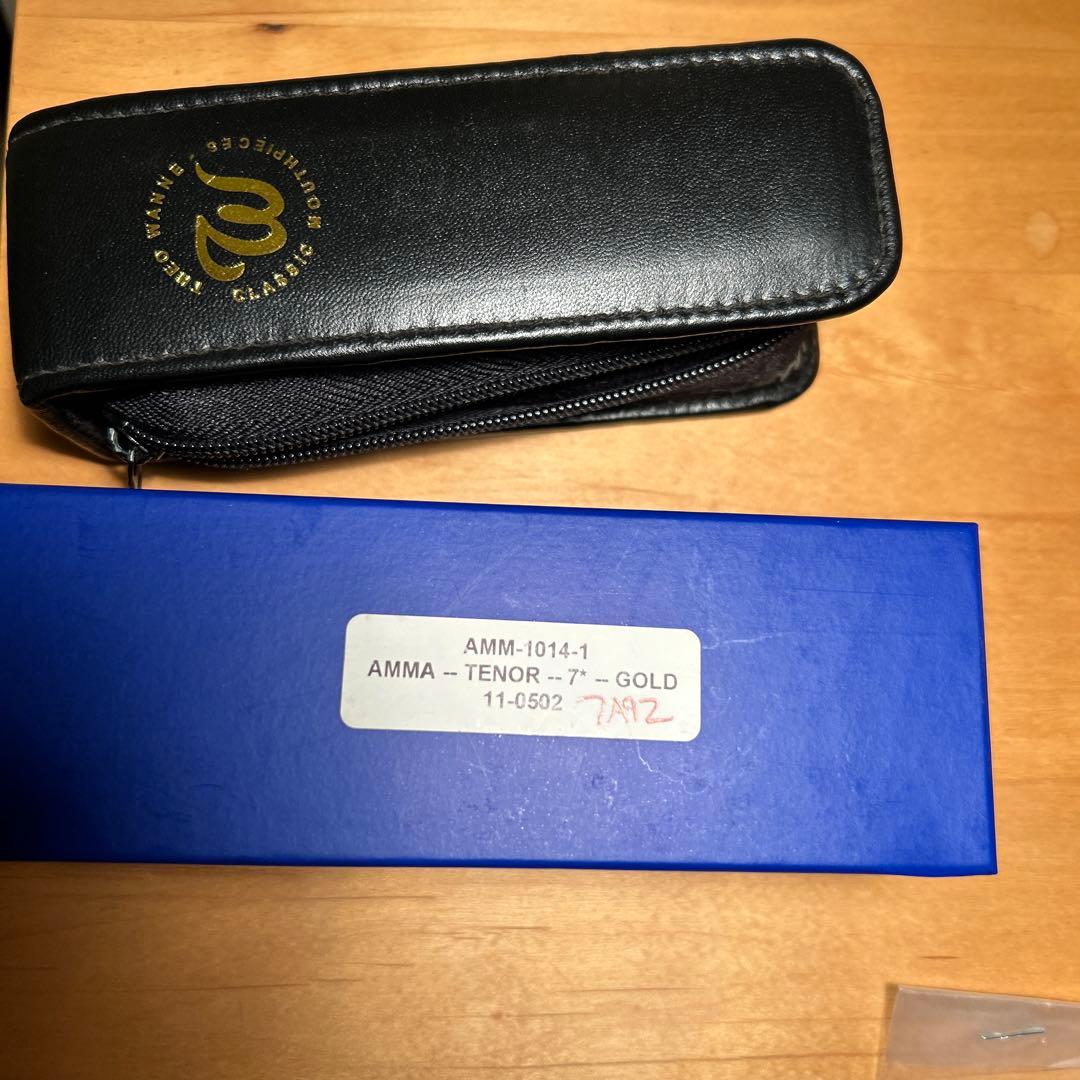 THEO WANNE
CLASSIC MOUTHPIECES
AMM-1014-1
AMMA -- TENOR -- 7* -- GOLD
11-0502 7A92